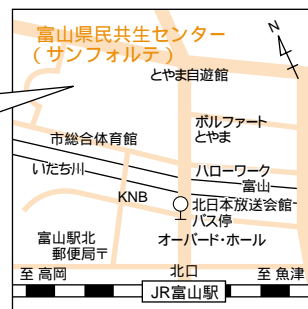 富山県民共生センター
（サンフォルテ）
N
とやま自遊館
ボルファート
とやま
市総合体育館
ハローワーク
富山
いたち川
KNB
北日本放送会館
バス停
オーバード・ホール
富山駅北
郵便局〒
至 高岡
北口
至 魚津
JR富山駅